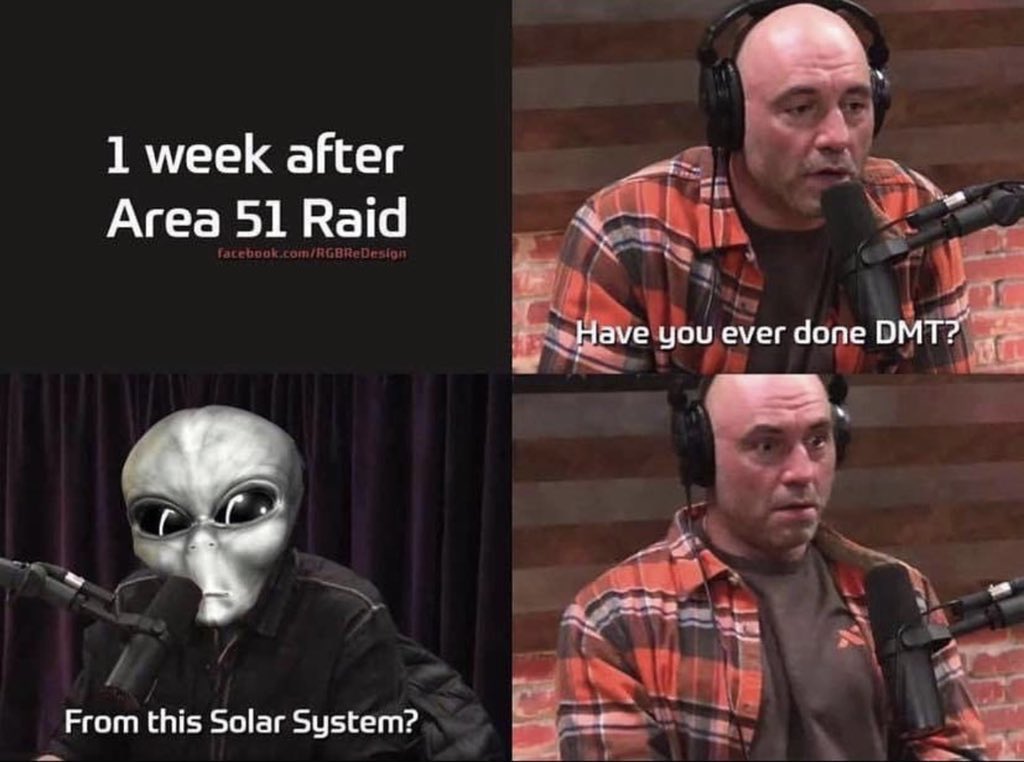 1 week after
Area 51 Raid
facebook.com/RGBReDesign
Have you ever done DMT?
From this Solar System?